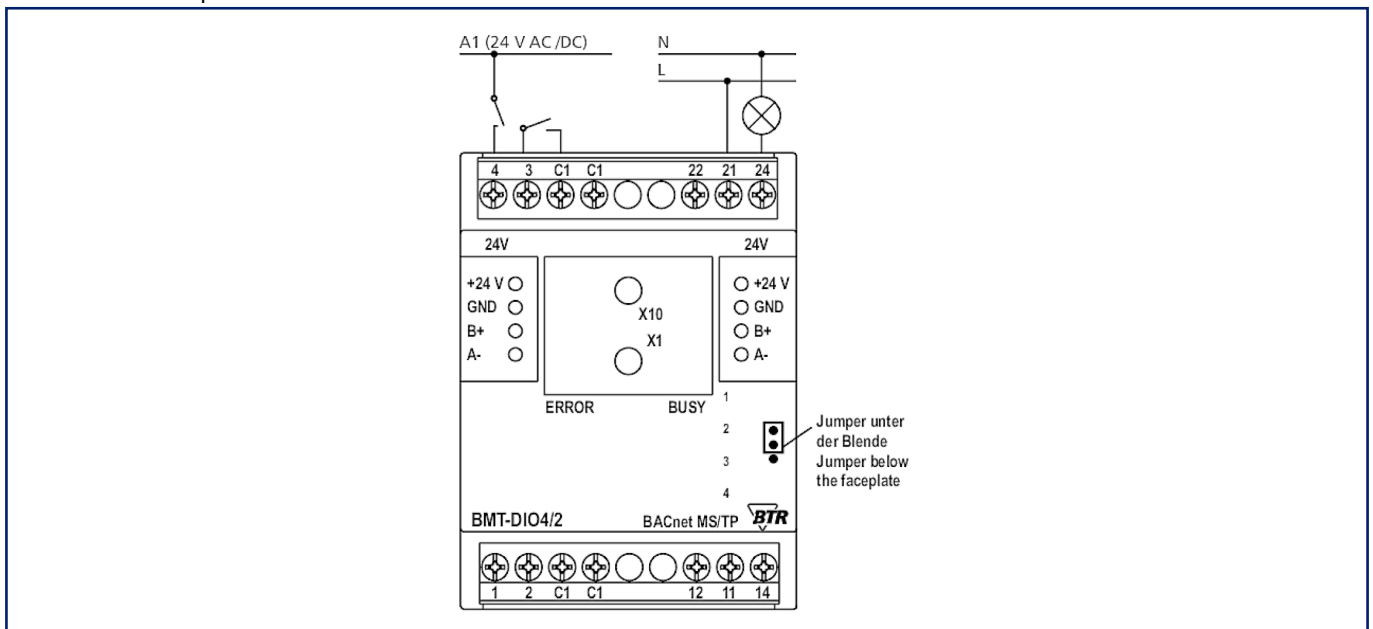 A1 (24 V AC /DC)
N
L
4 3 C1 C1 22 21 24
24V 24V
+24 V +24 V
GND GND
B+ B+
A- A-
X10
X1
ERROR BUSY
1
2
3
4
Jumper unter
der Blende
Jumper below
the faceplate
BMT-DIO4/2 BACnet MS/TP BTR
1 2 C1 C1 12 11 14